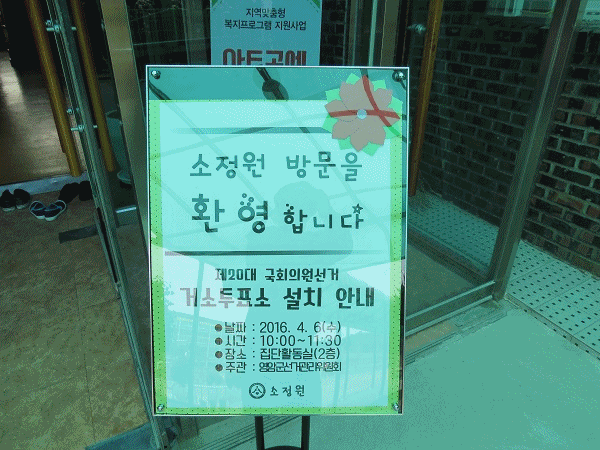 지역맞춤형
복지프로그램 지원사업
소정원 방문을
환영합니다
제20대 국회의원선거
거소투표소 설치 안내
날짜 : 2016. 4. 6(수)
시간 : 10:00~11:30
장소 : 집단활동실(2층)
주관 : 영암군선거관리위원회
소정원